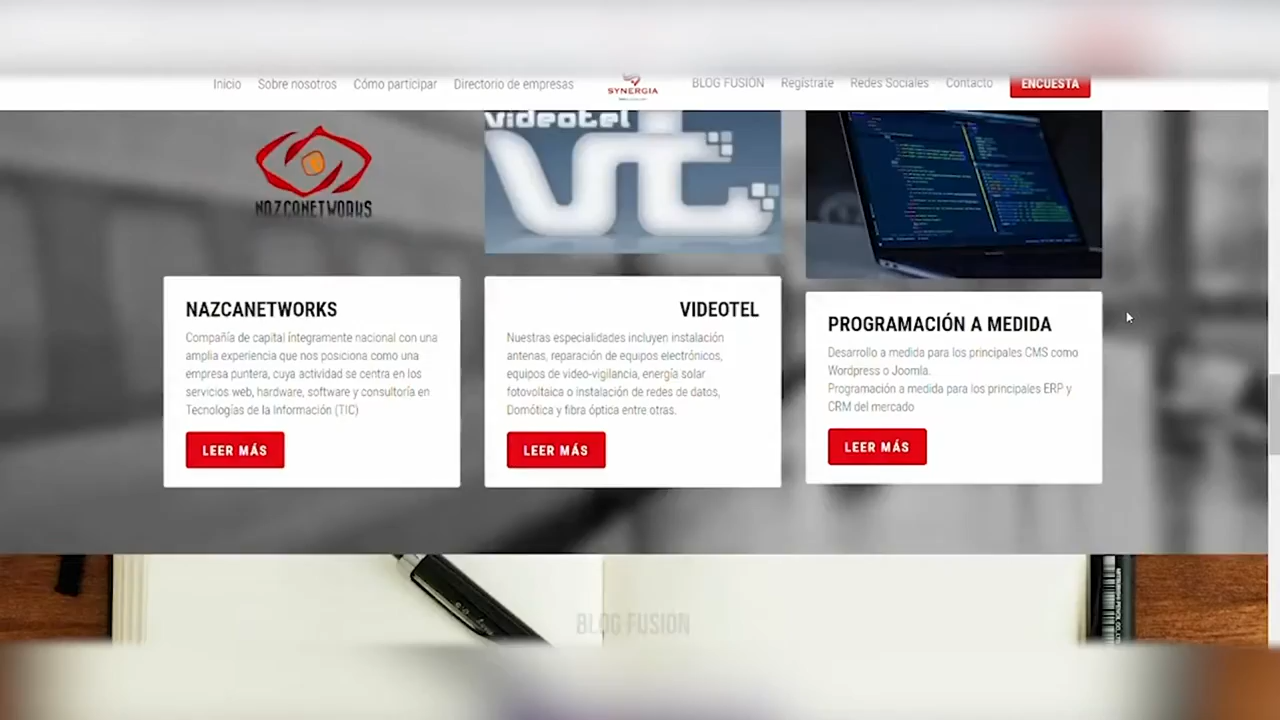 Inicio
Sobre nosotros
Cómo participar
Directorio de empresas
SYNERGIA
BLOG FUSIÓN
Regístrate
Redes Sociales
Contacto
ENCUESTA
NAZCANETWORKS
videotel
vt
NAZCANETWORKS
Compañía de capital íntegramente nacional con una
amplia experiencia que nos posiciona como una
empresa puntera, cuya actividad se centra en los
servicios web, hardware, software y consultoría en
Tecnologías de la Información (TIC)
LEER MÁS
VIDEOTEL
Nuestras especialidades incluyen instalación
antenas, reparación de equipos electrónicos,
equipos de video-vigilancia, energía solar
fotovoltaica o instalación de redes de datos,
Domótica y fibra óptica entre otras.
LEER MÁS
PROGRAMACIÓN A MEDIDA
Desarrollo a medida para los principales CMS como
Wordpress o Joomla.
Programación a medida para los principales ERP y
CRM del mercado
LEER MÁS
BLOG FUSION